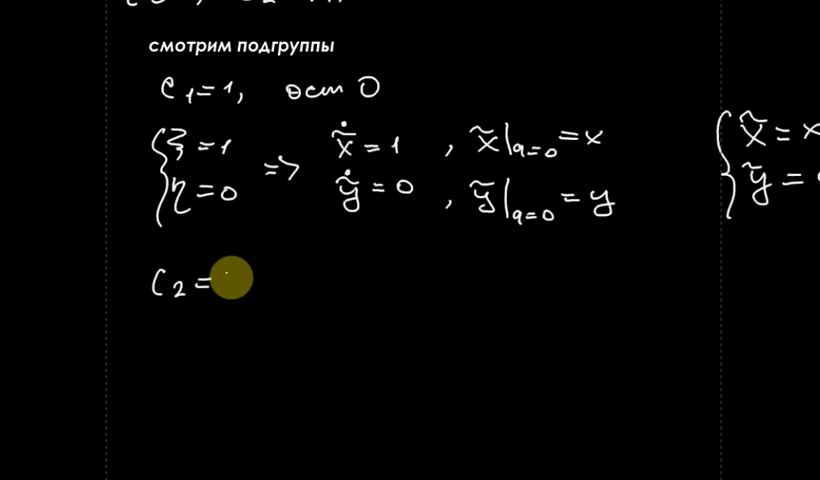 смотрим подгруппы
C₁=1, ост 0
{ξ=1 => ẋ̃=1 , x̃|ₐ₌₀=x {x̃=x
{η=0 ẏ̃=0 , ỹ|ₐ₌₀=y {ỹ=
C₂=